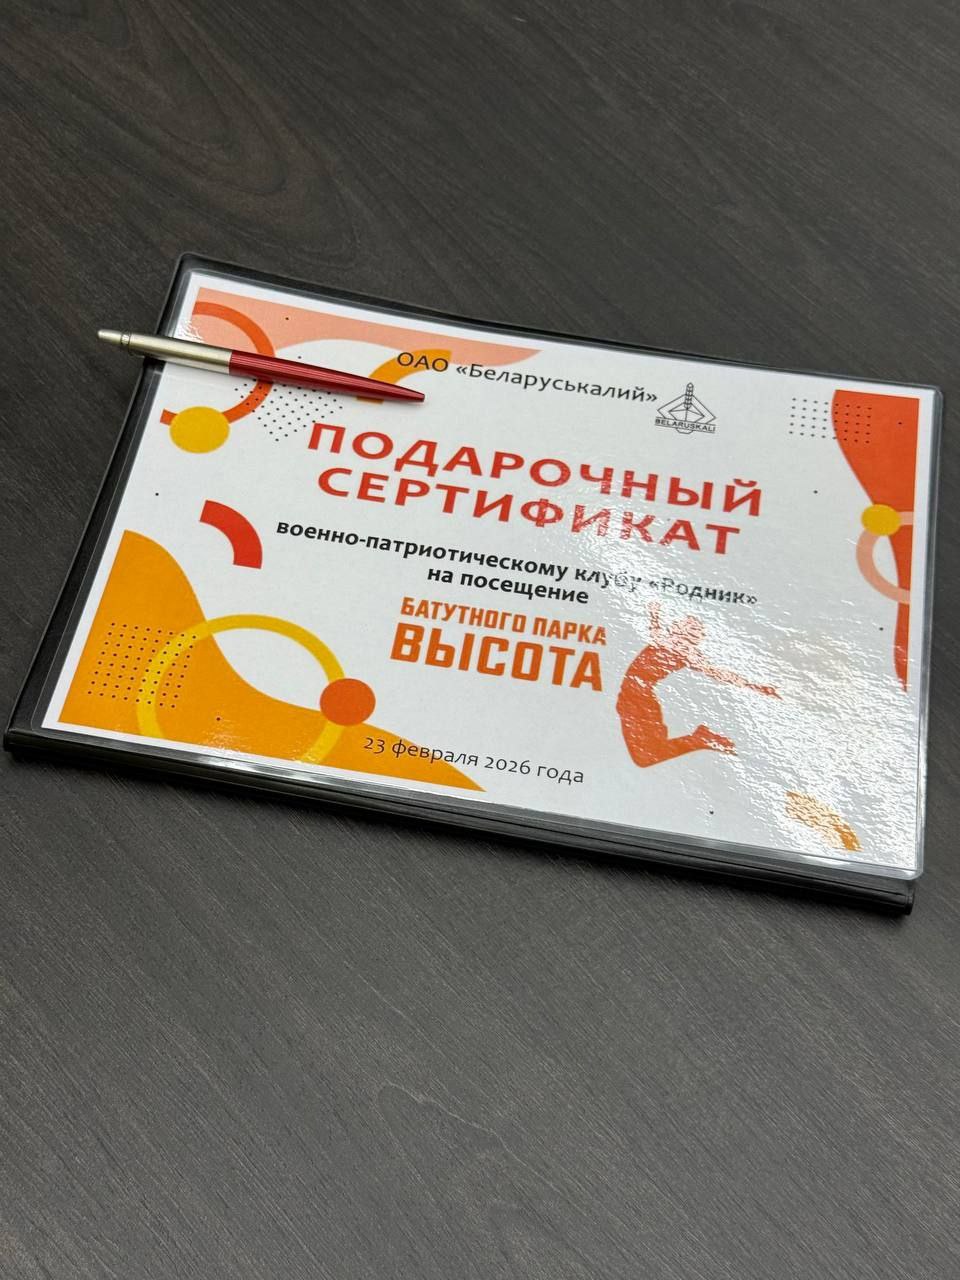 ОАО «Беларуськалий»
BELARUSKALI
ПОДАРОЧНЫЙ
СЕРТИФИКАТ
военно-патриотическому клубу «Родник»
на посещение
БАТУТНОГО ПАРКА
ВЫСОТА
23 февраля 2026 года